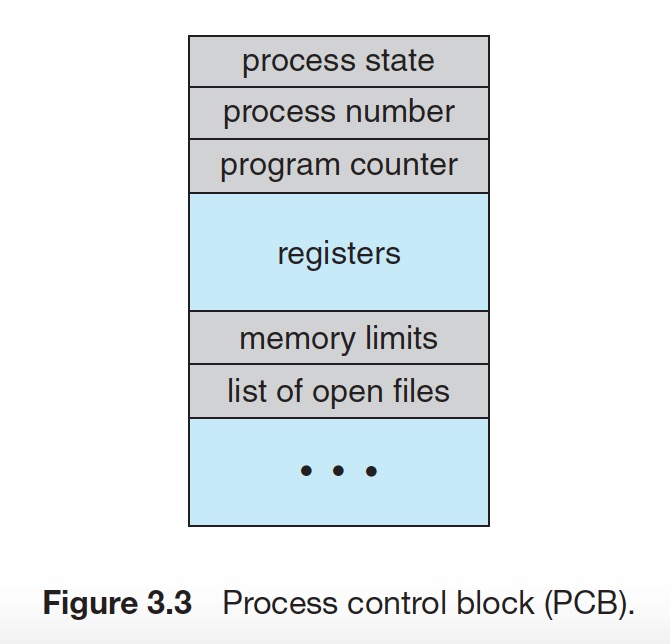 process state
process number
program counter
registers
memory limits
list of open files
• • •
Figure 3.3 Process control block (PCB).